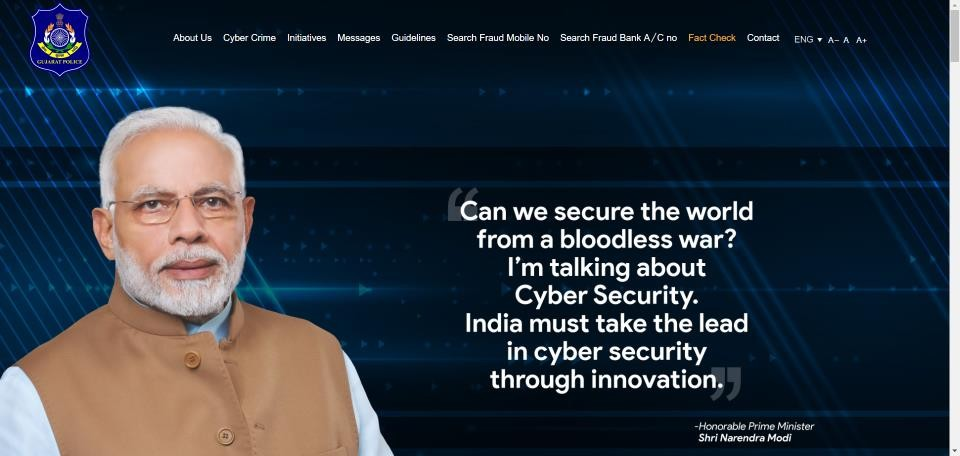 GUJARAT POLICE
About Us Cyber Crime Initiatives Messages Guidelines Search Fraud Mobile No Search Fraud Bank A/C no Fact Check Contact ENG A- A A+
“Can we secure the world
from a bloodless war?
I'm talking about
Cyber Security.
India must take the lead
in cyber security
through innovation.”
-Honorable Prime Minister
Shri Narendra Modi